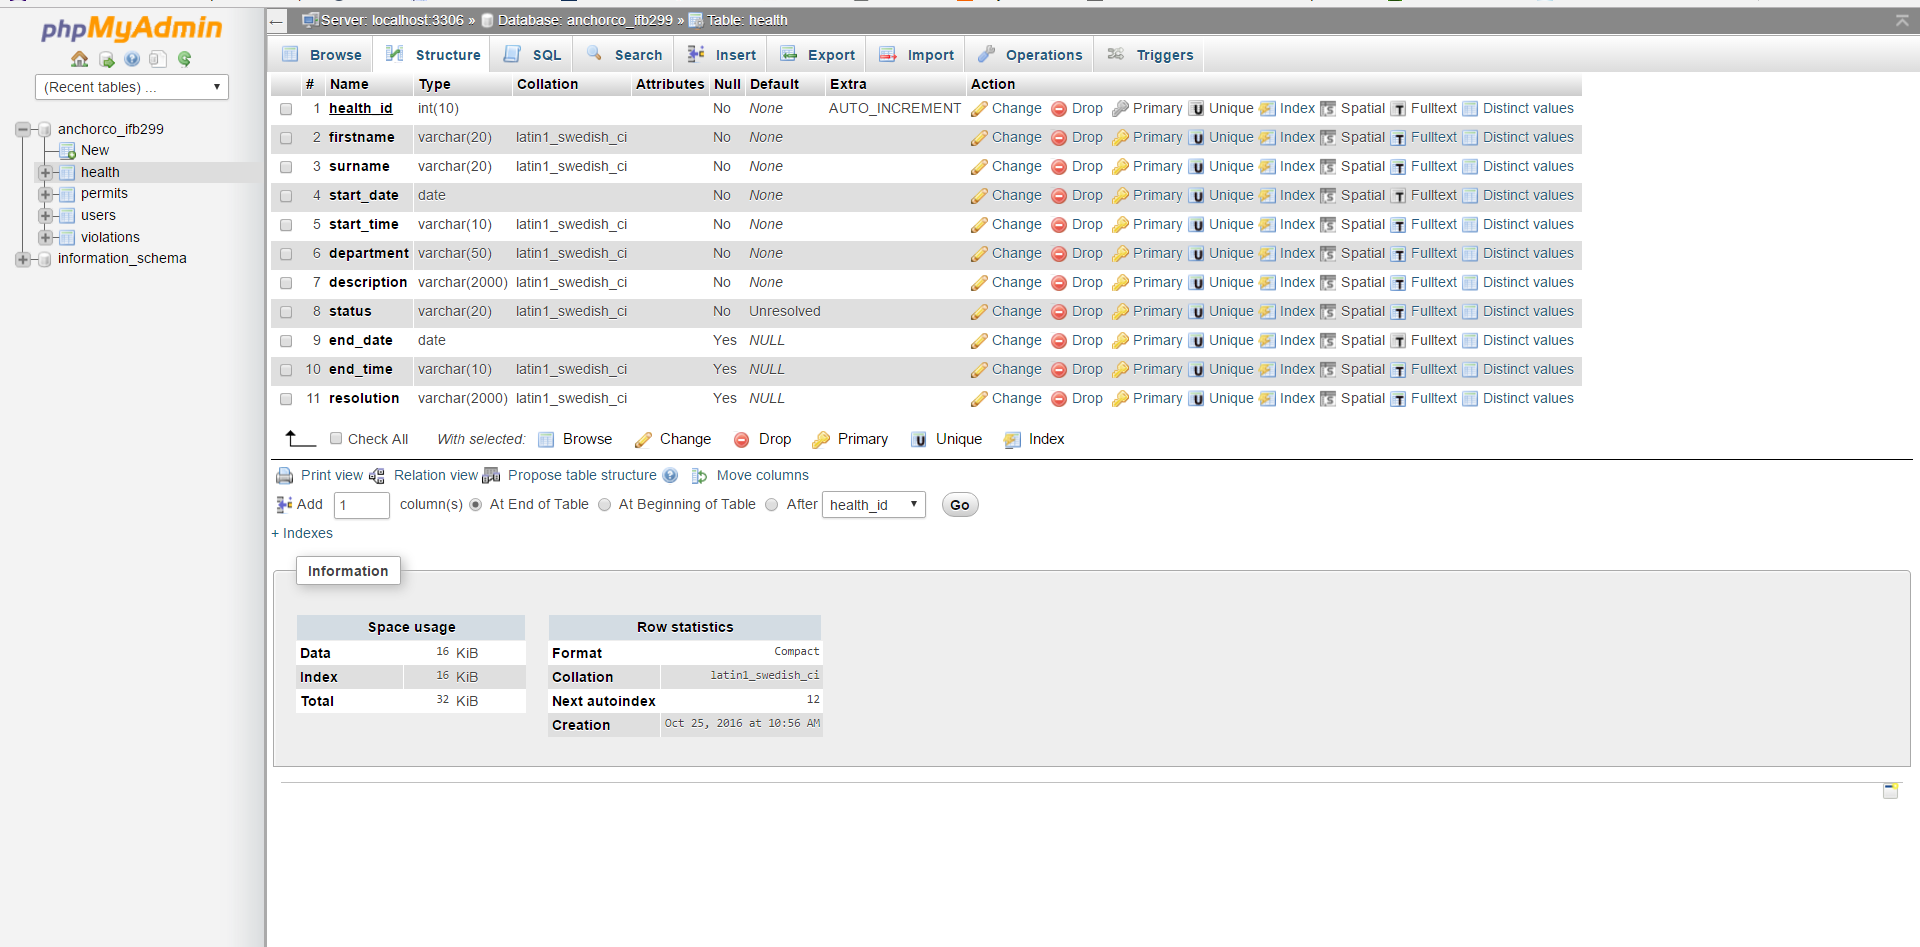 phpMyAdmin
(Recent tables) ...
anchorco_ifb299
New
health
permits
users
violations
information_schema
Server: localhost:3306 » Database: anchorco_ifb299 » Table: health
Browse Structure SQL Search Insert Export Import Operations Triggers
# Name Type Collation Attributes Null Default Extra Action
1 health_id int(10) No None AUTO_INCREMENT Change Drop Primary Unique Index Spatial Fulltext Distinct values
2 firstname varchar(20) latin1_swedish_ci No None Change Drop Primary Unique Index Spatial Fulltext Distinct values
3 surname varchar(20) latin1_swedish_ci No None Change Drop Primary Unique Index Spatial Fulltext Distinct values
4 start_date date No None Change Drop Primary Unique Index Spatial Fulltext Distinct values
5 start_time varchar(10) latin1_swedish_ci No None Change Drop Primary Unique Index Spatial Fulltext Distinct values
6 department varchar(50) latin1_swedish_ci No None Change Drop Primary Unique Index Spatial Fulltext Distinct values
7 description varchar(2000) latin1_swedish_ci No None Change Drop Primary Unique Index Spatial Fulltext Distinct values
8 status varchar(20) latin1_swedish_ci No Unresolved Change Drop Primary Unique Index Spatial Fulltext Distinct values
9 end_date date Yes NULL Change Drop Primary Unique Index Spatial Fulltext Distinct values
10 end_time varchar(10) latin1_swedish_ci Yes NULL Change Drop Primary Unique Index Spatial Fulltext Distinct values
11 resolution varchar(2000) latin1_swedish_ci Yes NULL Change Drop Primary Unique Index Spatial Fulltext Distinct values
Check All With selected: Browse Change Drop Primary Unique Index
Print view Relation view Propose table structure Move columns
Add 1 column(s) At End of Table At Beginning of Table After health_id Go
+ Indexes
Information
Space usage
Data 16 KiB
Index 16 KiB
Total 32 KiB
Row statistics
Format Compact
Collation latin1_swedish_ci
Next autoindex 12
Creation Oct 25, 2016 at 10:56 AM